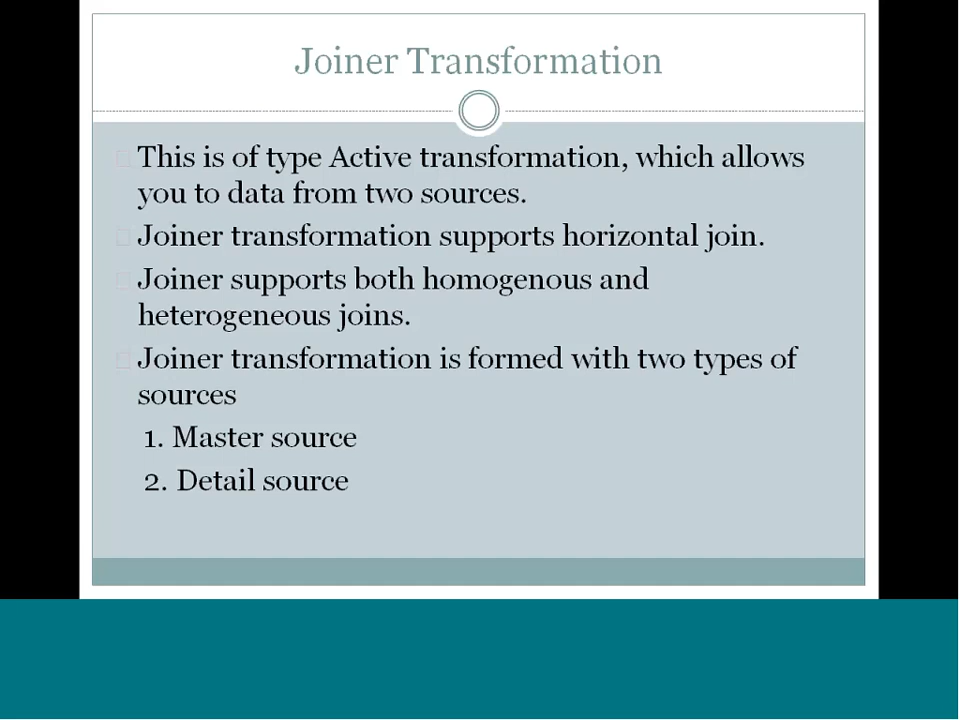 Joiner Transformation
This is of type Active transformation, which allows
you to data from two sources.
Joiner transformation supports horizontal join.
Joiner supports both homogenous and
heterogeneous joins.
Joiner transformation is formed with two types of
sources
1. Master source
2. Detail source